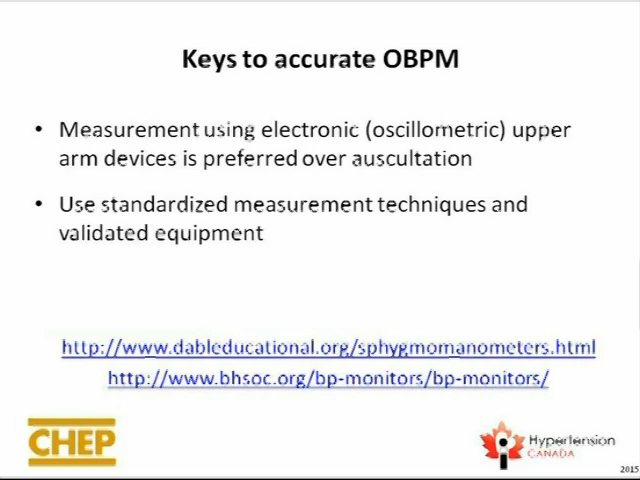 Keys to accurate OBPM
• Measurement using electronic (oscillometric) upper
arm devices is preferred over auscultation
• Use standardized measurement techniques and
validated equipment
http://www.dableducational.org/sphygmomanometers.html
http://www.bhsoc.org/bp-monitors/bp-monitors/
CHEP
Hypertension
CANADA
2015